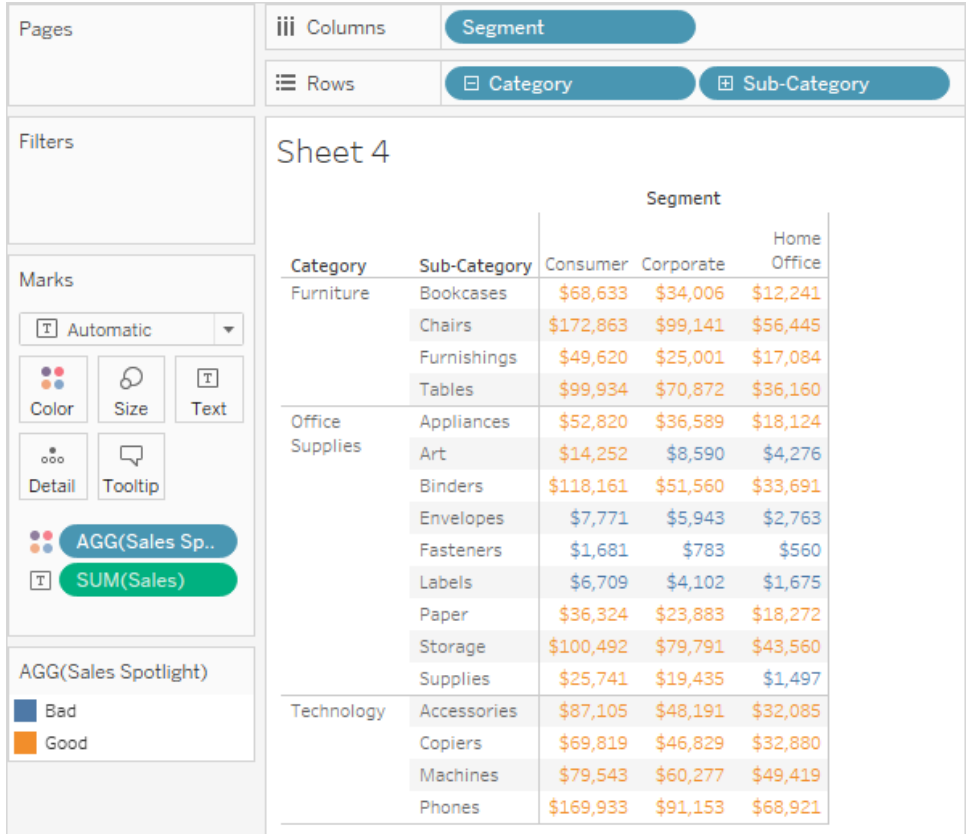 Pages
iii Columns
Segment
Rows
Category
Sub-Category
Filters
Sheet 4
Segment
Category Sub-Category Consumer Corporate Home Office
Furniture Bookcases $68,633 $34,006 $12,241
Chairs $172,863 $99,141 $56,445
Furnishings $49,620 $25,001 $17,084
Tables $99,934 $70,872 $36,160
Office Supplies Appliances $52,820 $36,589 $18,124
Art $14,252 $8,590 $4,276
Binders $118,161 $51,560 $33,691
Envelopes $7,771 $5,943 $2,763
Fasteners $1,681 $783 $560
Labels $6,709 $4,102 $1,675
Paper $36,324 $23,883 $18,272
Storage $100,492 $79,791 $43,560
Supplies $25,741 $19,435 $1,497
Technology Accessories $87,105 $48,191 $32,085
Copiers $69,819 $46,829 $32,880
Machines $79,543 $60,277 $49,419
Phones $169,933 $91,153 $68,921
Marks
T Automatic
Color Size T Text
Detail Tooltip
AGG(Sales Sp..
T SUM(Sales)
AGG(Sales Spotlight)
Bad
Good